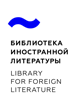 БИБЛИОТЕКА
ИНОСТРАННОЙ
ЛИТЕРАТУРЫ
LIBRARY
FOR FOREIGN
LITERATURE